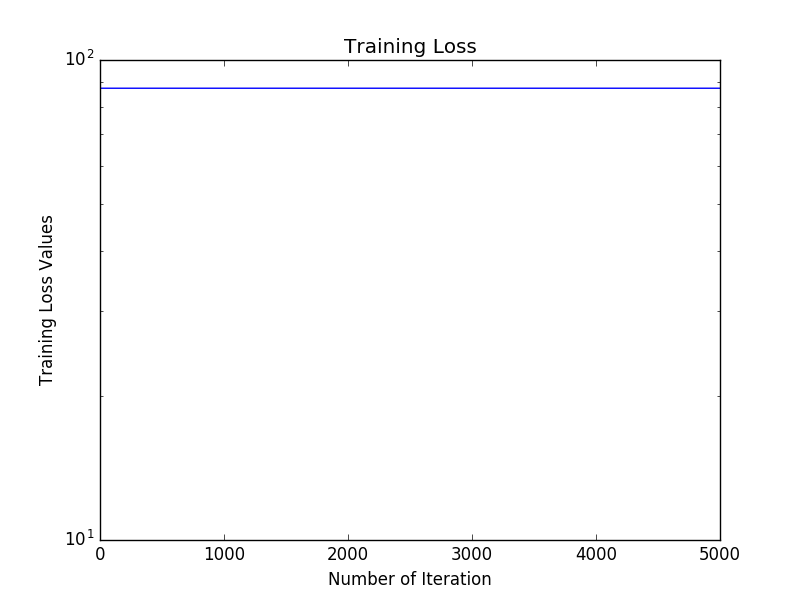 Training Loss
10²
Training Loss Values
10¹
0 1000 2000 3000 4000 5000
Number of Iteration